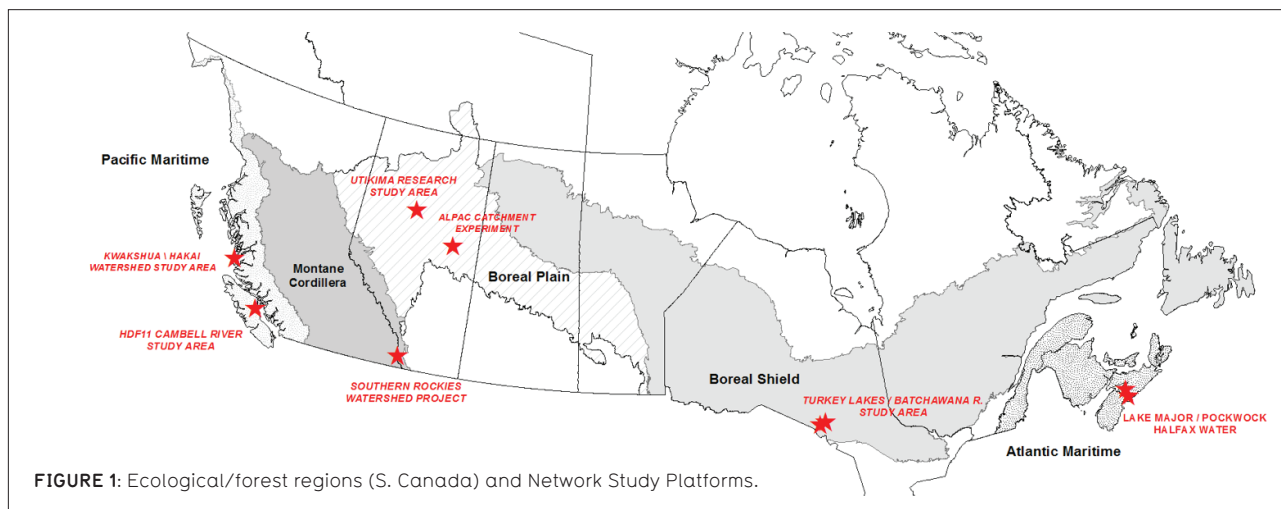 Pacific Maritime
UTIKIMA RESEARCH
STUDY AREA
ALPAC CATCHMENT
EXPERIMENT
KWAKSHUA \ HAKAI
WATERSHED STUDY AREA
Montane
Cordillera
Boreal Plain
HDF11 CAMBELL RIVER
STUDY AREA
SOUTHERN ROCKIES
WATERSHED PROJECT
Boreal Shield
TURKEY LAKES / BATCHAWANA R.
STUDY AREA
LAKE MAJOR / POCKWOCK
HALFAX WATER
Atlantic Maritime
FIGURE 1: Ecological/forest regions (S. Canada) and Network Study Platforms.